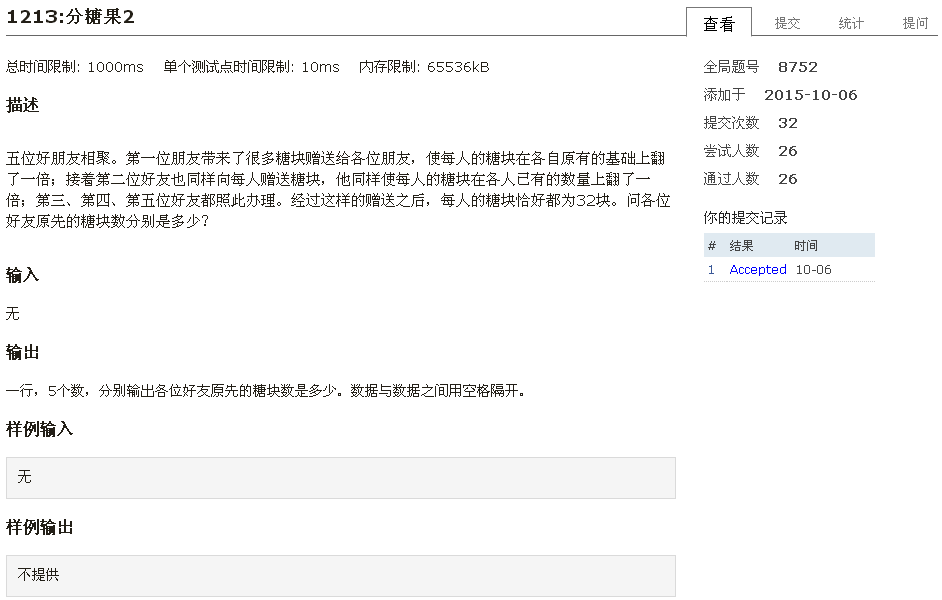 1213:分糖果2
查看 提交 统计 提问
总时间限制: 1000ms 单个测试点时间限制: 10ms 内存限制: 65536kB
描述
五位好朋友相聚。第一位朋友带来了很多糖块赠送给各位朋友，使每人的糖块在各自原有的基础上翻
了一倍；接着第二位好友也同样向每人赠送糖块，他同样使每人的糖块在各人已有的数量上翻了一
倍；第三、第四、第五位好友都照此办理。经过这样的赠送之后，每人的糖块恰好都为32块。问各位
好友原先的糖块数分别是多少？
输入
无
输出
一行，5个数，分别输出各位好友原先的糖块数是多少。数据与数据之间用空格隔开。
样例输入
无
样例输出
不提供
全局题号 8752
添加于 2015-10-06
提交次数 32
尝试人数 26
通过人数 26
你的提交记录
# 结果 时间
1 Accepted 10-06